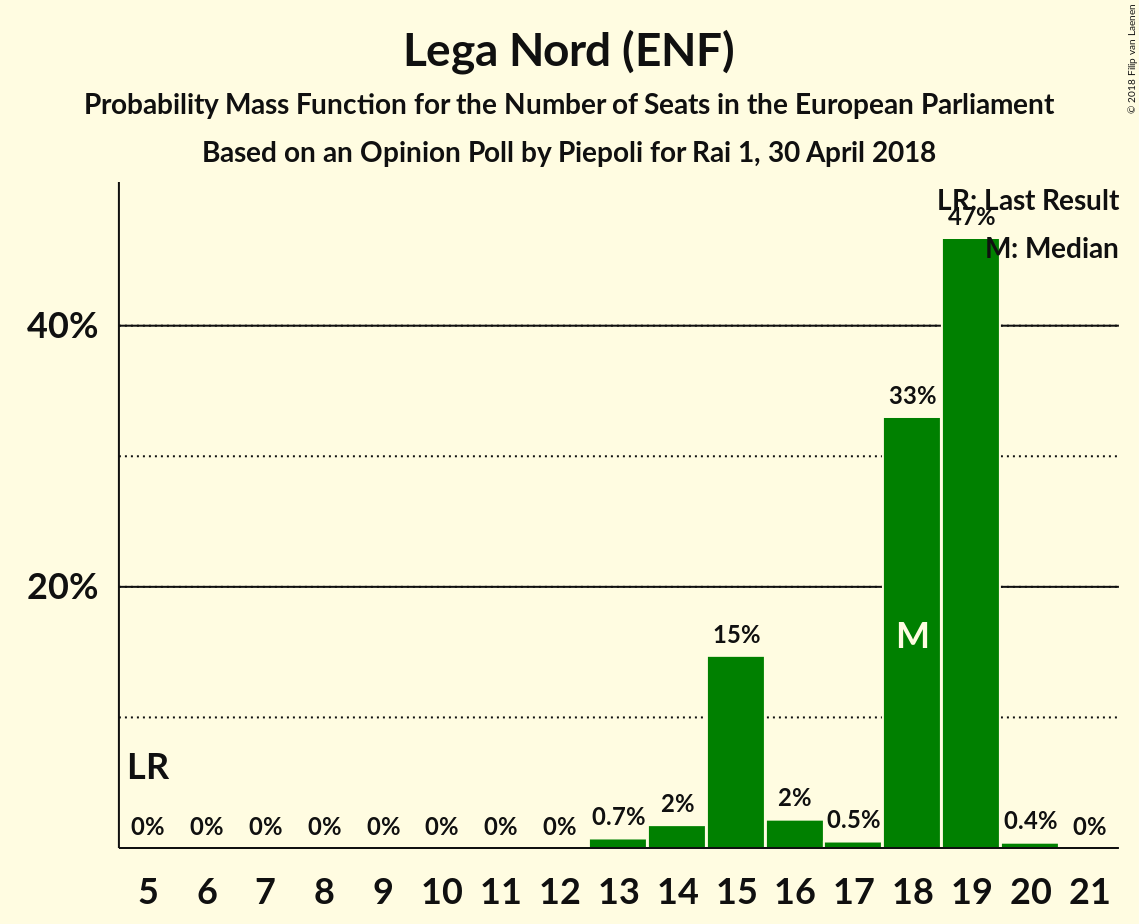 Lega Nord (ENF)
Probability Mass Function for the Number of Seats in the European Parliament
Based on an Opinion Poll by Piepoli for Rai 1, 30 April 2018
© 2018 Filip van Laenen
LR: Last Result
M: Median
40%
20%
LR
0%
0%
0%
0%
0%
0%
0%
0%
0.7%
2%
15%
2%
0.5%
33%
M
47%
0.4%
0%
5 6 7 8 9 10 11 12 13 14 15 16 17 18 19 20 21